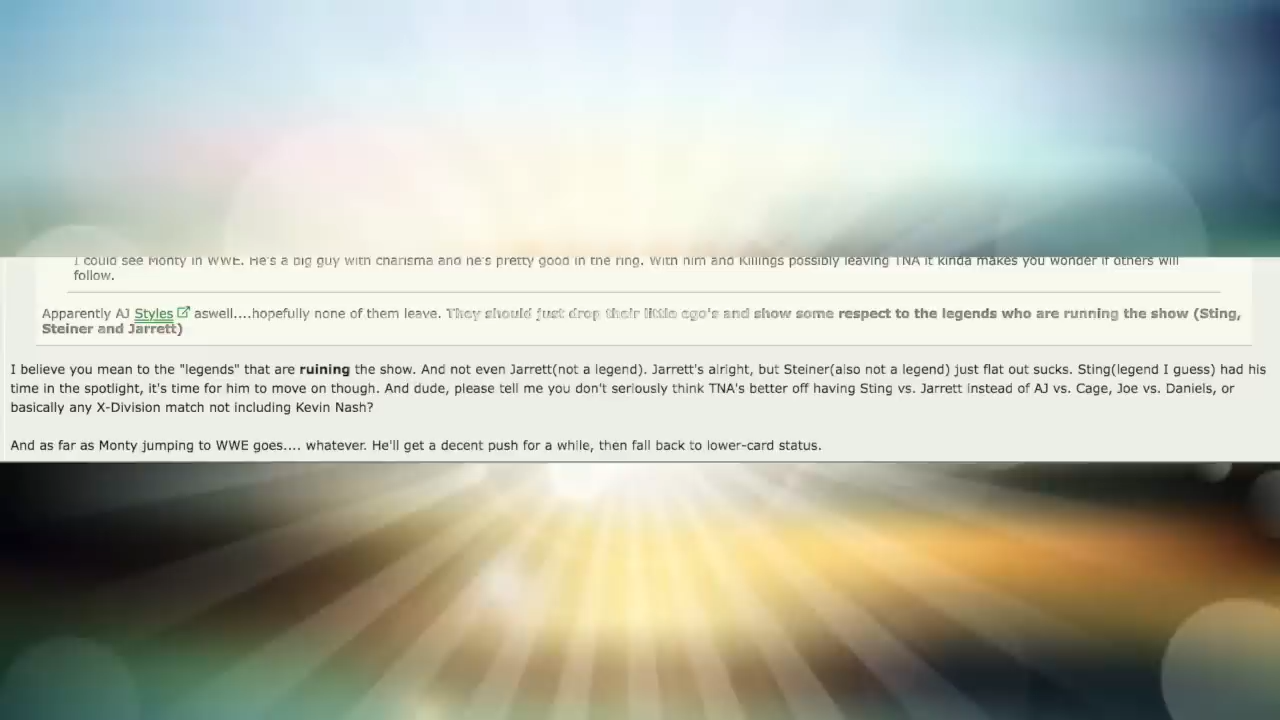 I could see Monty in WWE. He's a big guy with charisma and he's pretty good in the ring. With him and Killings possibly leaving TNA it kinda makes you wonder if others will
follow.
Apparently AJ Styles aswell....hopefully none of them leave. They should just drop their little ego's and show some respect to the legends who are running the show (Sting,
Steiner and Jarrett)
I believe you mean to the "legends" that are ruining the show. And not even Jarrett(not a legend). Jarrett's alright, but Steiner(also not a legend) just flat out sucks. Sting(legend I guess) had his
time in the spotlight, it's time for him to move on though. And dude, please tell me you don't seriously think TNA's better off having Sting vs. Jarrett instead of AJ vs. Cage, Joe vs. Daniels, or
basically any X-Division match not including Kevin Nash?
And as far as Monty jumping to WWE goes.... whatever. He'll get a decent push for a while, then fall back to lower-card status.